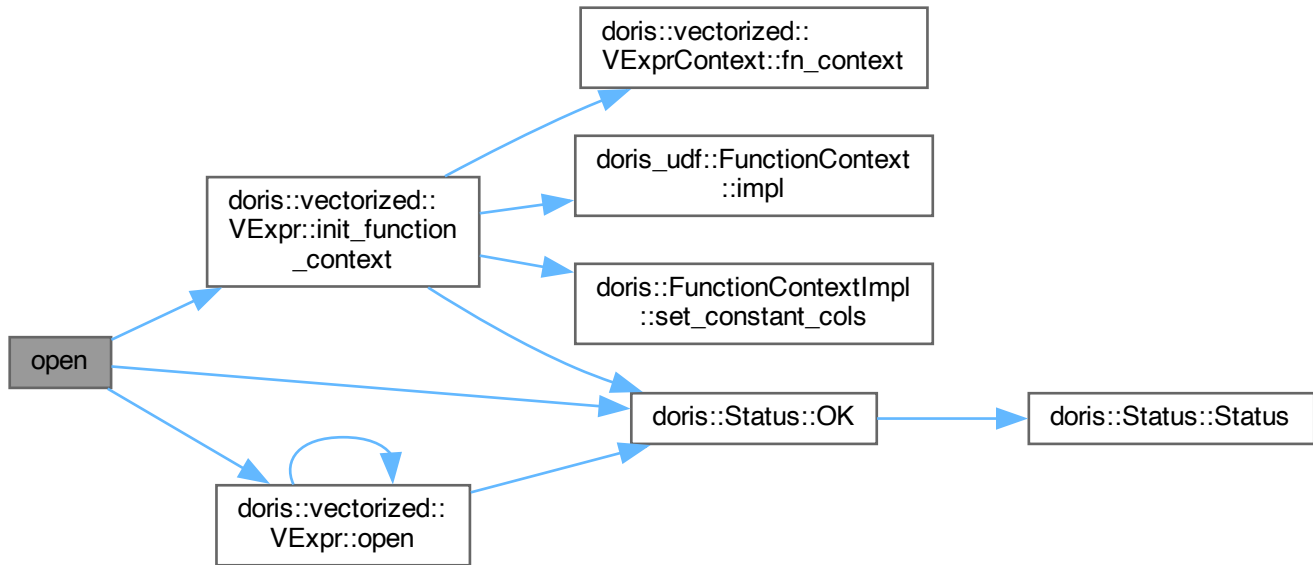 doris::vectorized::
VExprContext::fn_context
doris_udf::FunctionContext
::impl
doris::vectorized::
VExpr::init_function
_context
doris::FunctionContextImpl
::set_constant_cols
open
doris::Status::OK
doris::Status::Status
doris::vectorized::
VExpr::open